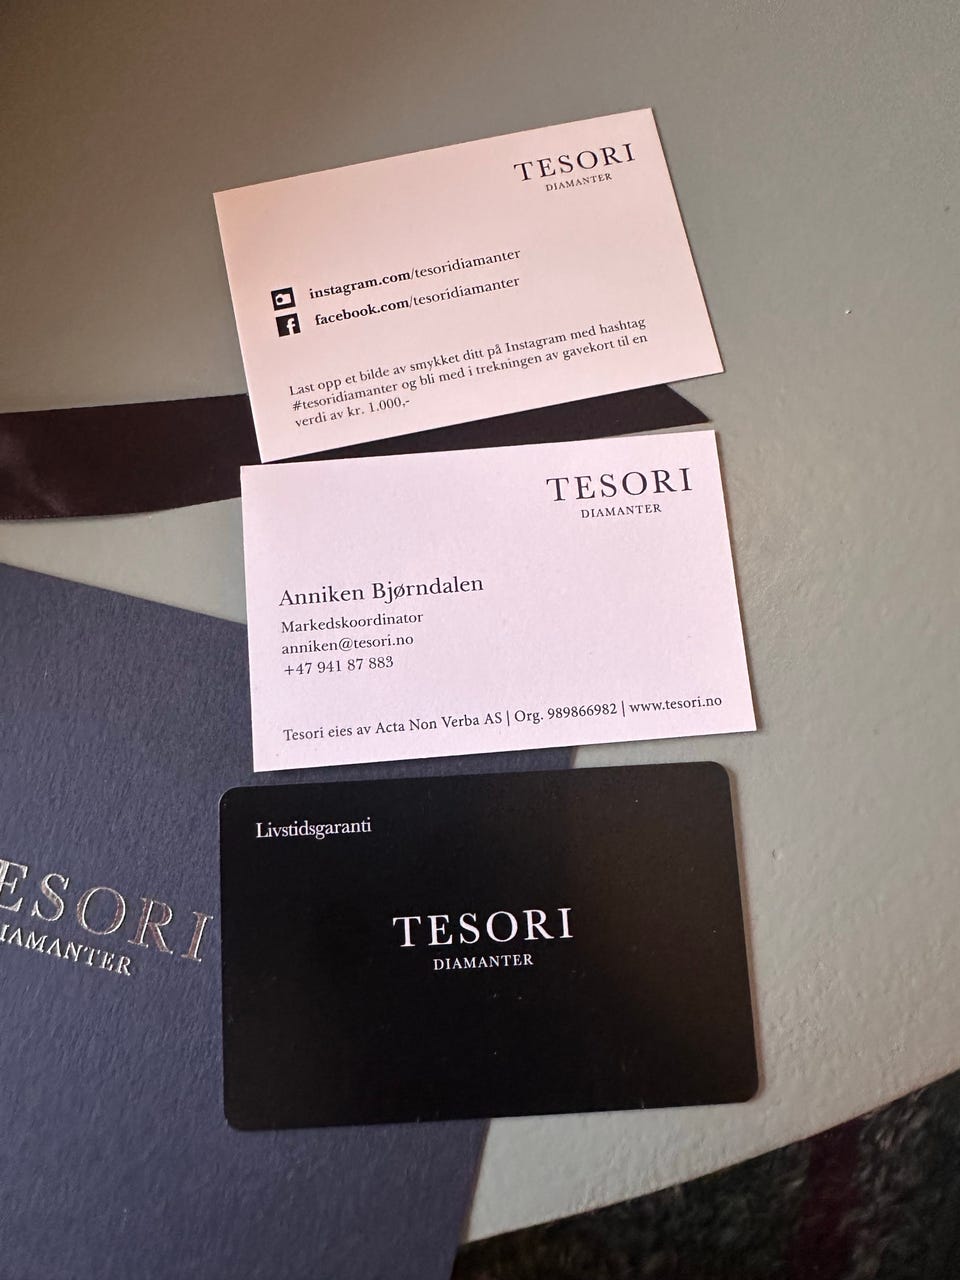 TESORI
DIAMANTER
instagram.com/tesoridiamanter
facebook.com/tesoridiamanter
Last opp et bilde av smykket ditt på Instagram med hashtag
#tesoridiamanter og bli med i trekningen av gavekort til en
verdi av kr. 1.000,-
TESORI
DIAMANTER
Anniken Bjørndalen
Markedskoordinator
anniken@tesori.no
+47 941 87 883
Tesori eies av Acta Non Verba AS | Org. 989866982 | www.tesori.no
Livstidsgaranti
TESORI
DIAMANTER
ESORI
IAMANTER